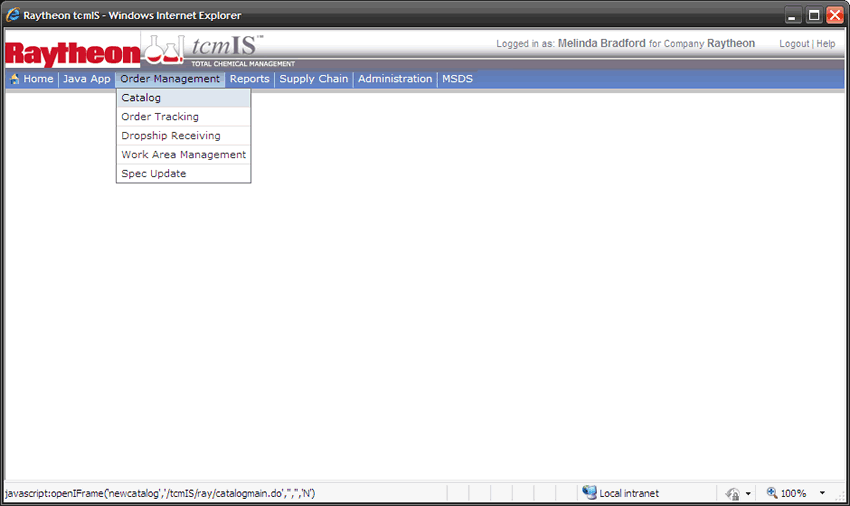 Raytheon tcmIS - Windows Internet Explorer
Raytheon tcmIS™
TOTAL CHEMICAL MANAGEMENT
Logged in as: Melinda Bradford for Company Raytheon Logout | Help
Home Java App Order Management Reports Supply Chain Administration MSDS
Catalog
Order Tracking
Dropship Receiving
Work Area Management
Spec Update
javascript:openIFrame('newcatalog','/tcmIS/ray/catalogmain.do','','','N') Local intranet 100%